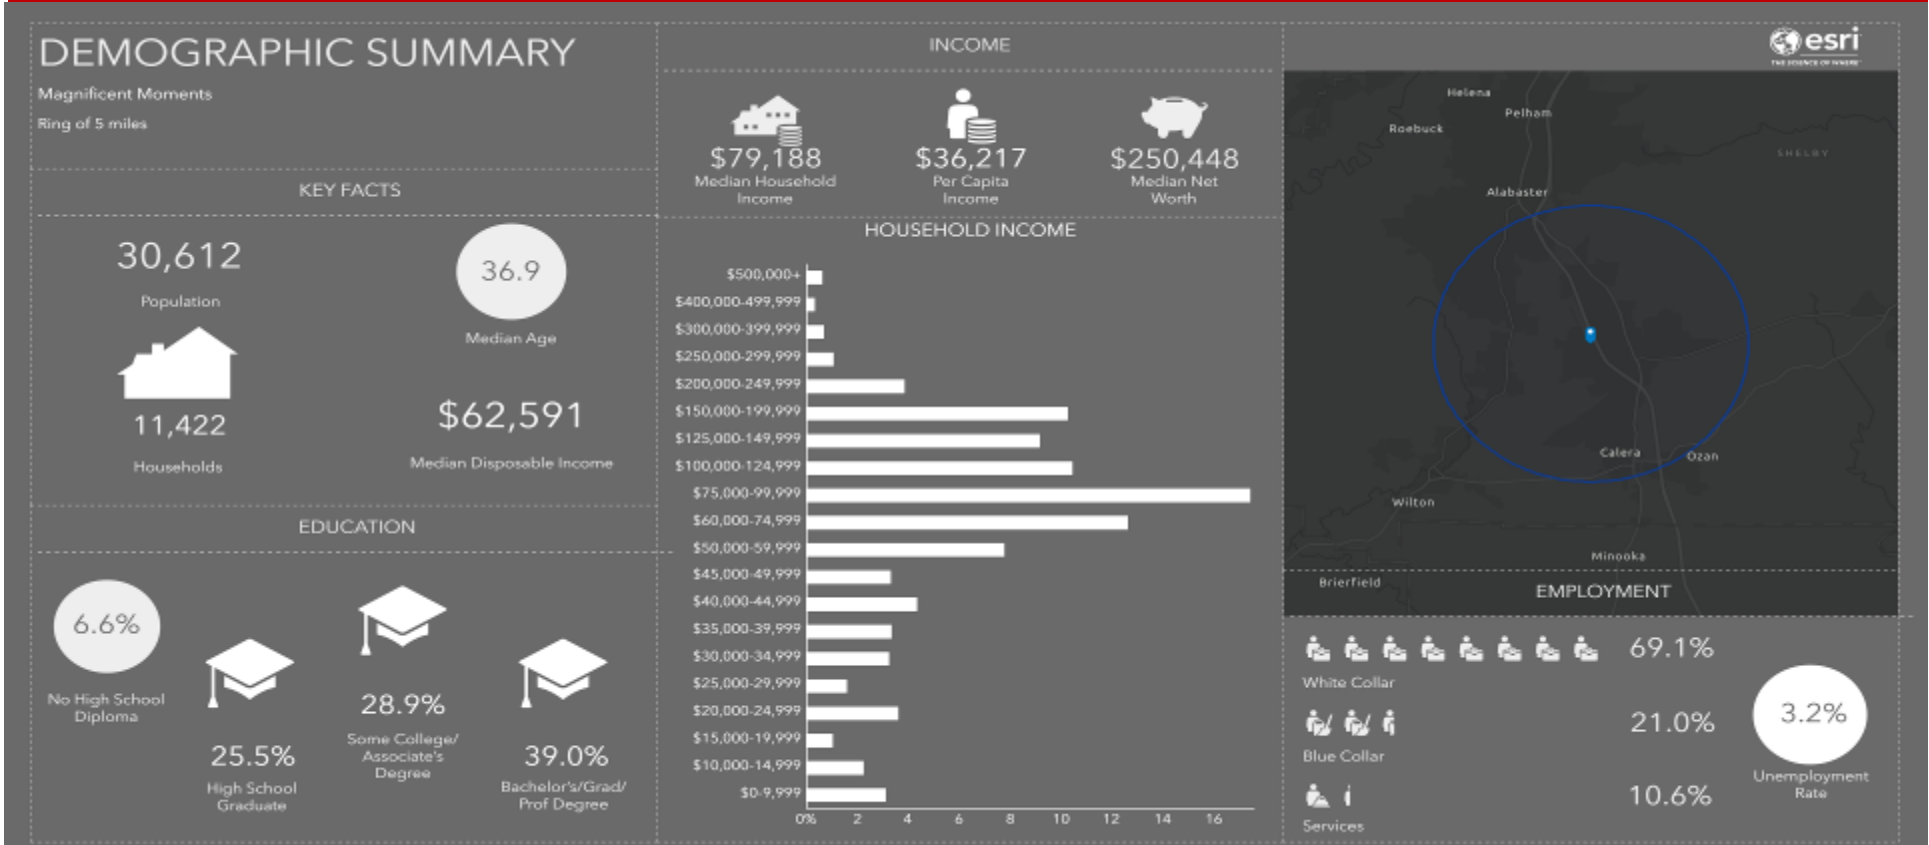 DEMOGRAPHIC SUMMARY
Magnificent Moments
Ring of 5 miles
KEY FACTS
30,612
Population
36.9
Median Age
11,422
Households
$62,591
Median Disposable Income
EDUCATION
6.6%
No High School
Diploma
25.5%
High School
Graduate
28.9%
Some College/
Associate's
Degree
39.0%
Bachelor's/Grad/
Prof Degree
INCOME
$79,188
Median Household
Income
$36,217
Per Capita
Income
$250,448
Median Net
Worth
HOUSEHOLD INCOME
$500,000+
$400,000-499,999
$300,000-399,999
$250,000-299,999
$200,000-249,999
$150,000-199,999
$125,000-149,999
$100,000-124,999
$75,000-99,999
$60,000-74,999
$50,000-59,999
$45,000-49,999
$40,000-44,999
$35,000-39,999
$30,000-34,999
$25,000-29,999
$20,000-24,999
$15,000-19,999
$10,000-14,999
$0-9,999
0% 2 4 6 8 10 12 14 16
esri
THE SCIENCE OF WHERE
Helena
Pelham
Roebuck
SHELBY
Alabaster
Calera
Ozan
Wilton
Minooka
Brierfield
EMPLOYMENT
69.1%
White Collar
21.0%
Blue Collar
10.6%
Services
3.2%
Unemployment
Rate